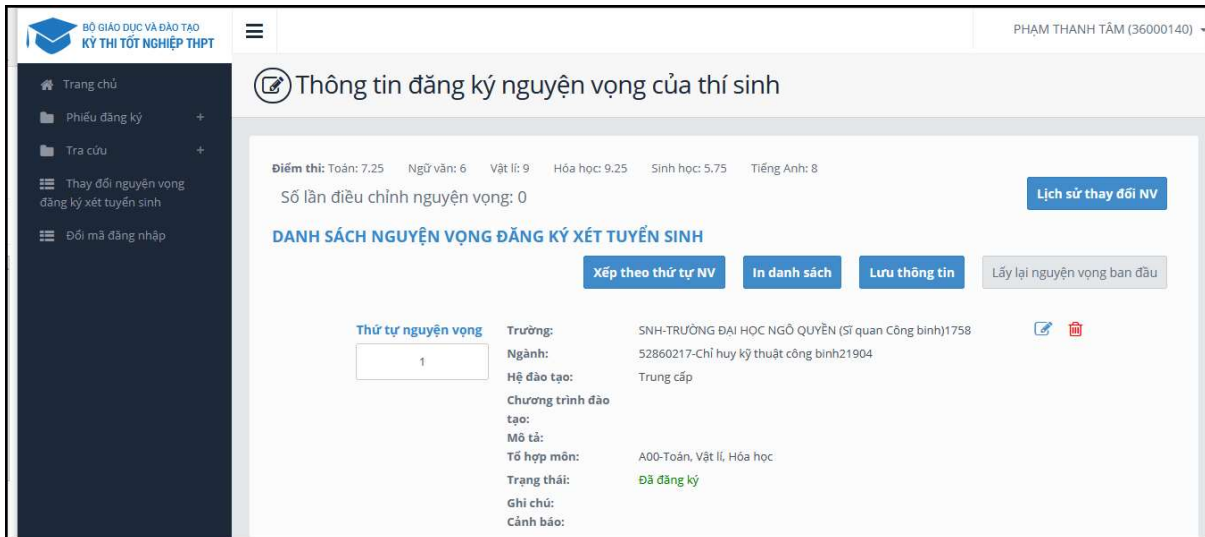 BỘ GIÁO DỤC VÀ ĐÀO TẠO
KỲ THI TỐT NGHIỆP THPT
PHẠM THANH TÂM (36000140)
Trang chủ
Phiếu đăng ký +
Tra cứu +
Thay đổi nguyện vọng
đăng ký xét tuyển sinh
Đổi mã đăng nhập
Thông tin đăng ký nguyện vọng của thí sinh
Điểm thi: Toán: 7.25 Ngữ văn: 6 Vật lí: 9 Hóa học: 9.25 Sinh học: 5.75 Tiếng Anh: 8
Số lần điều chỉnh nguyện vọng: 0
Lịch sử thay đổi NV
DANH SÁCH NGUYỆN VỌNG ĐĂNG KÝ XÉT TUYỂN SINH
Xếp theo thứ tự NV In danh sách Lưu thông tin Lấy lại nguyện vọng ban đầu
Thứ tự nguyện vọng
1
Trường: SNH-TRƯỜNG ĐẠI HỌC NGÔ QUYỀN (Sĩ quan Công binh)1758
Ngành: 52860217-Chỉ huy kỹ thuật công binh21904
Hệ đào tạo: Trung cấp
Chương trình đào
tạo:
Mô tả:
Tổ hợp môn: A00-Toán, Vật lí, Hóa học
Trạng thái: Đã đăng ký
Ghi chú:
Cảnh báo: